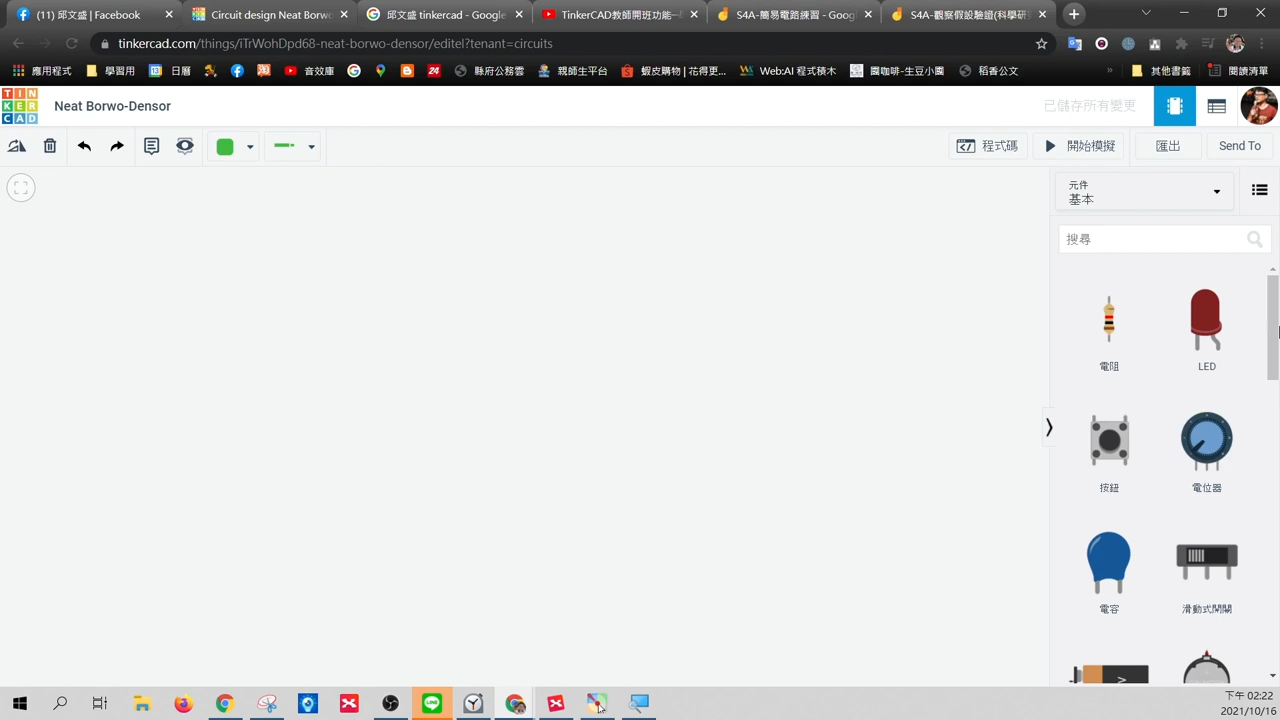 (11) 邱文盛 | Facebook
Circuit design Neat Borw
邱文盛 tinkercad - Google
TinkerCAD教師開班功能—
S4A-簡易電路練習 - Goog
S4A-觀察假設驗證(科學研
tinkercad.com/things/iTrWohDpd68-neat-borwo-densor/editel?tenant=circuits
應用程式
學習用
13
日曆
音效庫
24
縣府公務雲
親師生平台
蝦皮購物 | 花得更...
Web:AI 程式積木
國咖啡-生豆小圈
稻香公文
»
其他書籤
閱讀清單
TIN
KER
CAD
Neat Borwo-Densor
已儲存所有變更
程式碼
開始模擬
匯出
Send To
元件
基本
搜尋
電阻
LED
按鈕
電位器
電容
滑動式開關
LINE
下午 02:22
2021/10/16